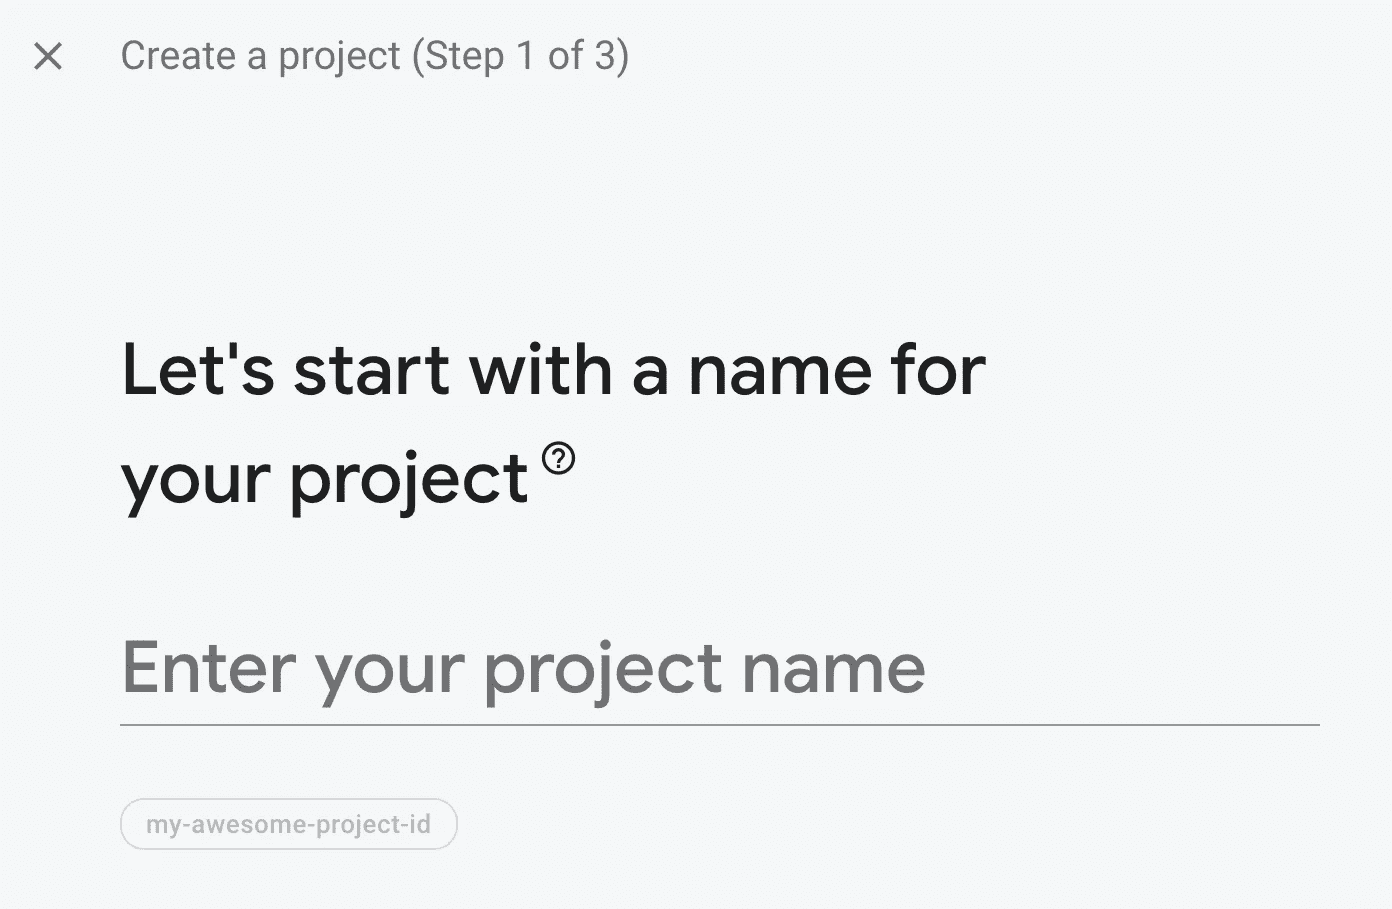 Create a project (Step 1 of 3)
Let's start with a name for
your project
Enter your project name
my-awesome-project-id